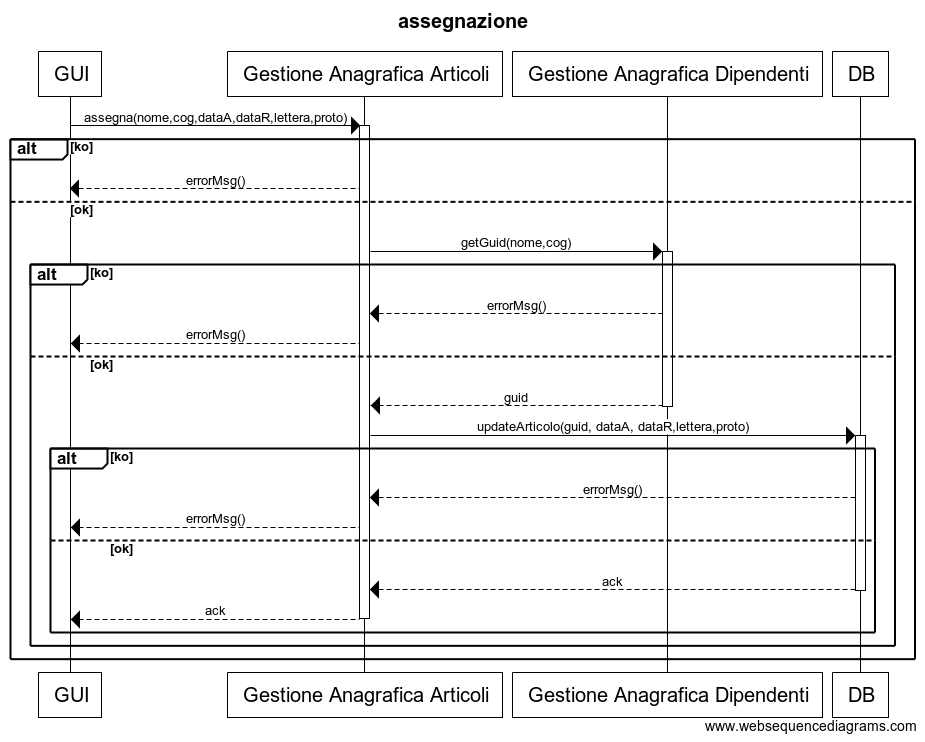 assegnazione
GUI
Gestione Anagrafica Articoli
Gestione Anagrafica Dipendenti
DB
assegna(nome,cog,dataA,dataR,lettera,proto)
alt
[ko]
errorMsg()
[ok]
getGuid(nome,cog)
alt
[ko]
errorMsg()
errorMsg()
[ok]
guid
updateArticolo(guid, dataA, dataR,lettera,proto)
alt
[ko]
errorMsg()
errorMsg()
[ok]
ack
ack
GUI
Gestione Anagrafica Articoli
Gestione Anagrafica Dipendenti
DB
www.websequencediagrams.com